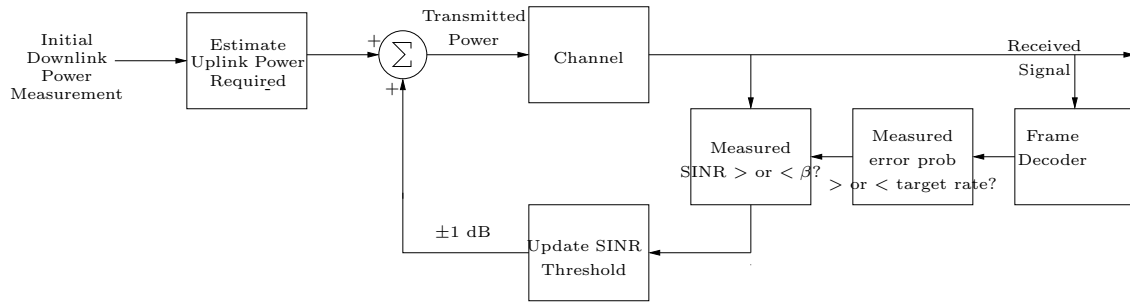 Initial
Downlink
Power
Measurement
Estimate
Uplink Power
Required
+
Σ
+
Transmitted
Power
Channel
Received
Signal
Measured
SINR > or < β?
Measured
error prob
> or < target rate?
Frame
Decoder
±1 dB
Update SINR
Threshold